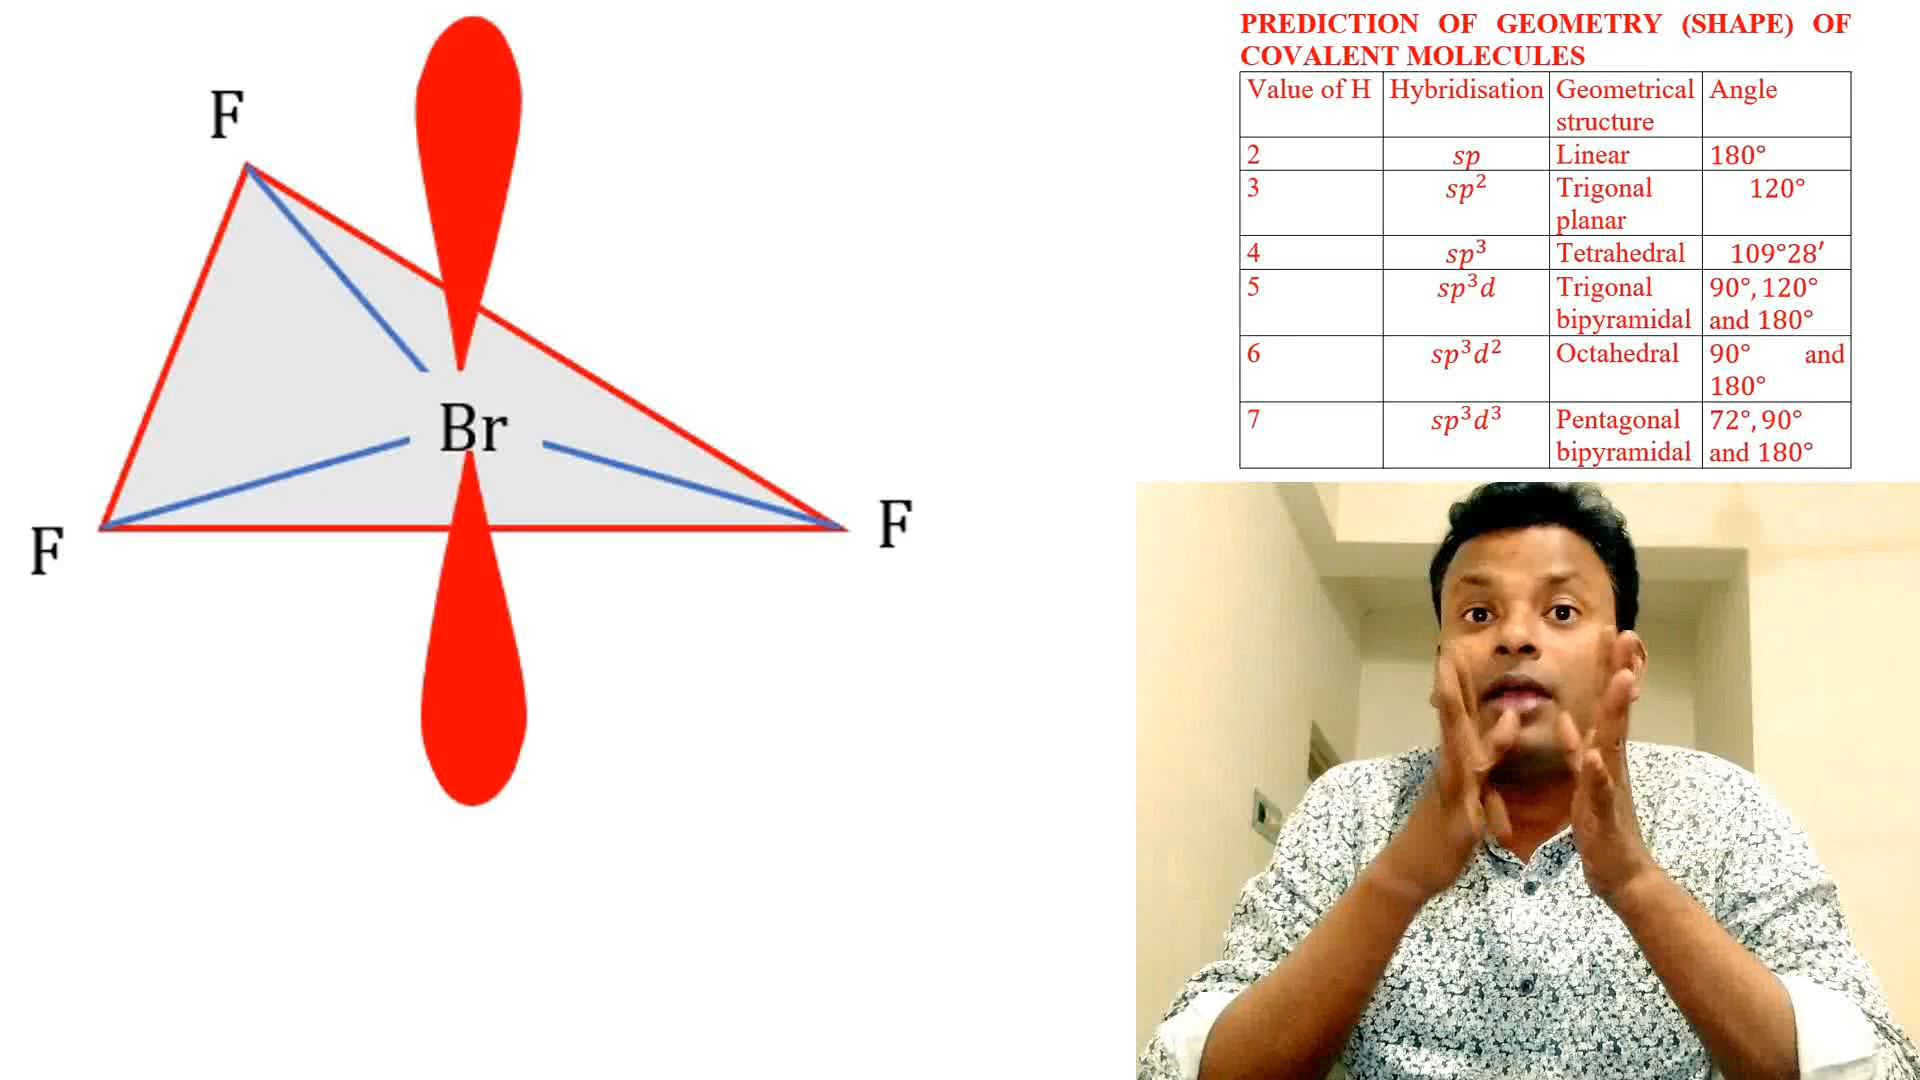 F
Br
F
F
PREDICTION OF GEOMETRY (SHAPE) OF
COVALENT MOLECULES
Value of H Hybridisation Geometrical structure Angle
2 sp Linear 180°
3 sp² Trigonal planar 120°
4 sp³ Tetrahedral 109°28′
5 sp³d Trigonal bipyramidal 90°, 120° and 180°
6 sp³d² Octahedral 90° and 180°
7 sp³d³ Pentagonal bipyramidal 72°, 90° and 180°